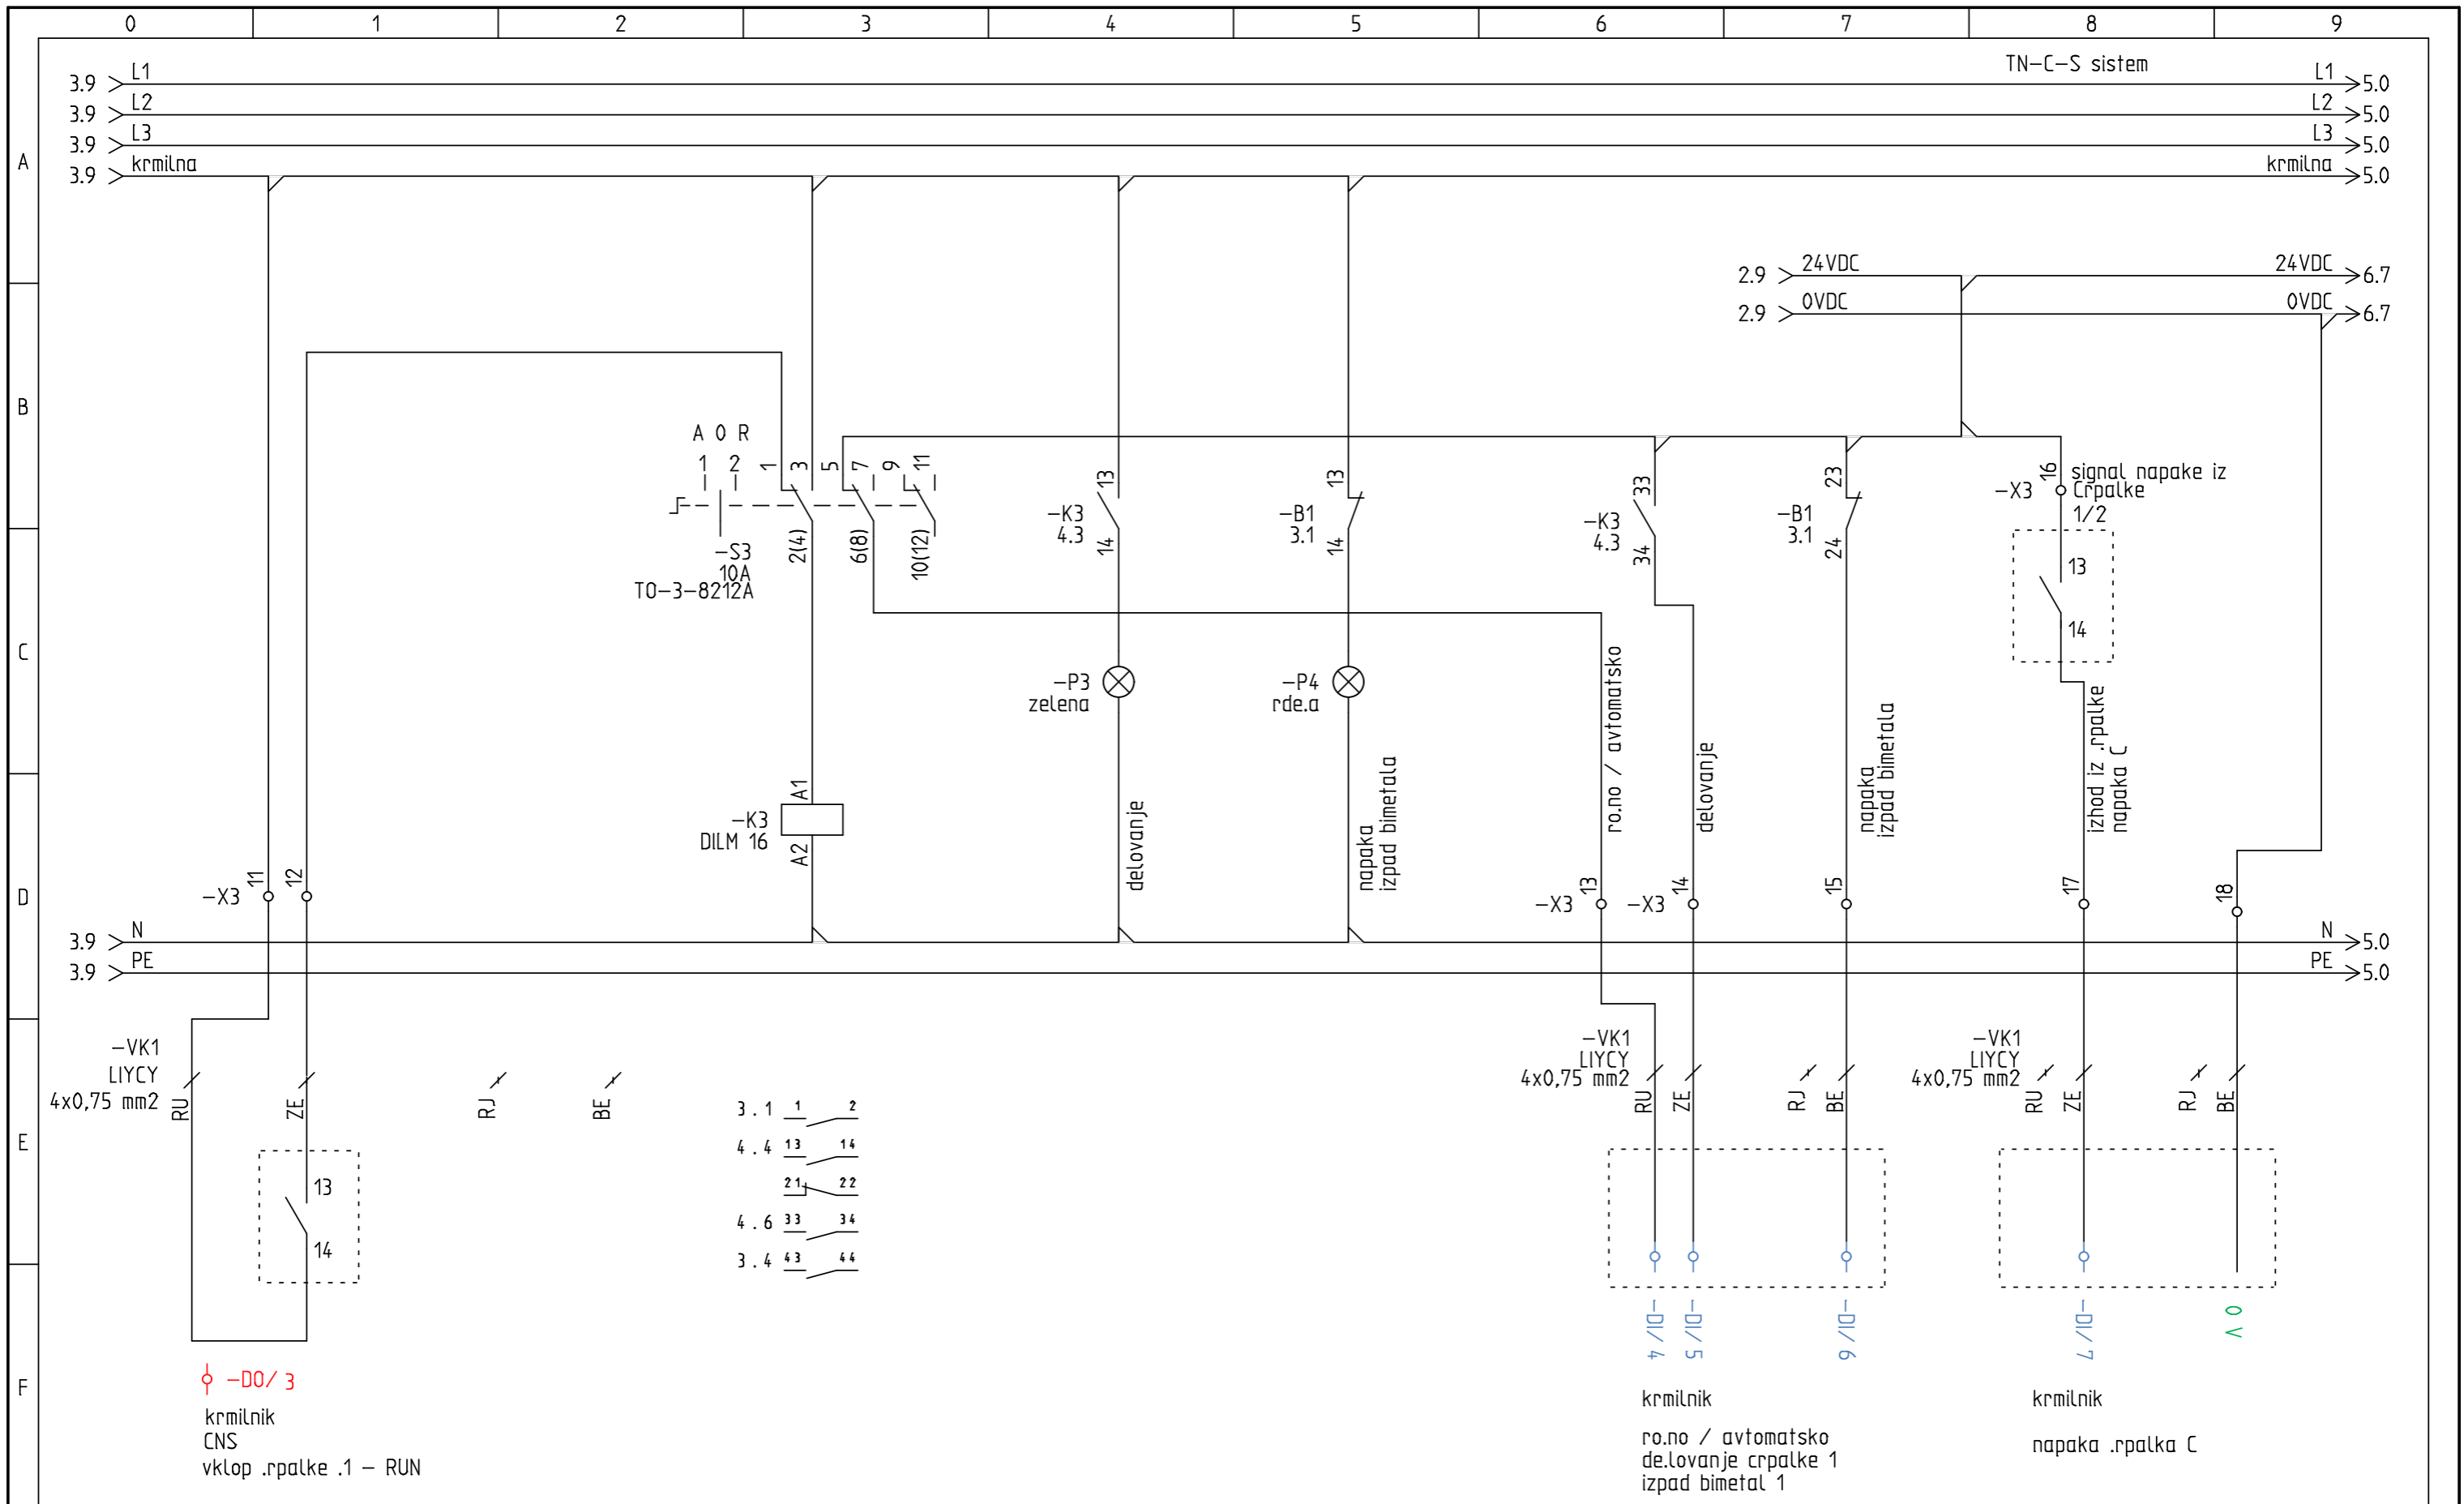 0 1 2 3 4 5 6 7 8 9
TN-C-S sistem
3.9 L1 L1 5.0
3.9 L2 L2 5.0
3.9 L3 L3 5.0
A
3.9 krmilna krmilna 5.0
2.9 24VDC 24VDC 6.7
2.9 0VDC 0VDC 6.7
B
A 0 R
1 2
1 3 5 7 9 11
2(4) 6(8) 10(12)
-S3
10A
TO-3-8212A
13
-K3
4.3
14
13
-B1
3.1
14
33
-K3
4.3
34
23
-B1
3.1
24
16
signal napake iz
-X3 Crpalke
1/2
13
14
C
-P3
zelena
-P4
rde.a
ro.no / avtomatsko
delovanje
napaka
izpad bimetala
izhod iz .rpalke
napaka C
A1
-K3
DILM 16
A2
delovanje
napaka
izpad bimetala
D
-X3 11 12
-X3 13
-X3 14
15
17
18
3.9 N N 5.0
3.9 PE PE 5.0
E
-VK1
LIYCY
4x0,75 mm2
RU ZE RJ BE
-VK1
LIYCY
4x0,75 mm2
RU ZE RJ BE
-VK1
LIYCY
4x0,75 mm2
RU ZE RJ BE
13
14
3.1 1 2
4.4 13 14
21 22
4.6 33 34
3.4 43 44
F
-DO/ 3
krmilnik
CNS
vklop .rpalke .1 - RUN
-DI/ 4
-DI/ 5
-DI/ 6
-DI/ 7
0 V
krmilnik
ro.no / avtomatsko
de.lovanje crpalke 1
izpad bimetal 1
krmilnik
napaka .rpalka C